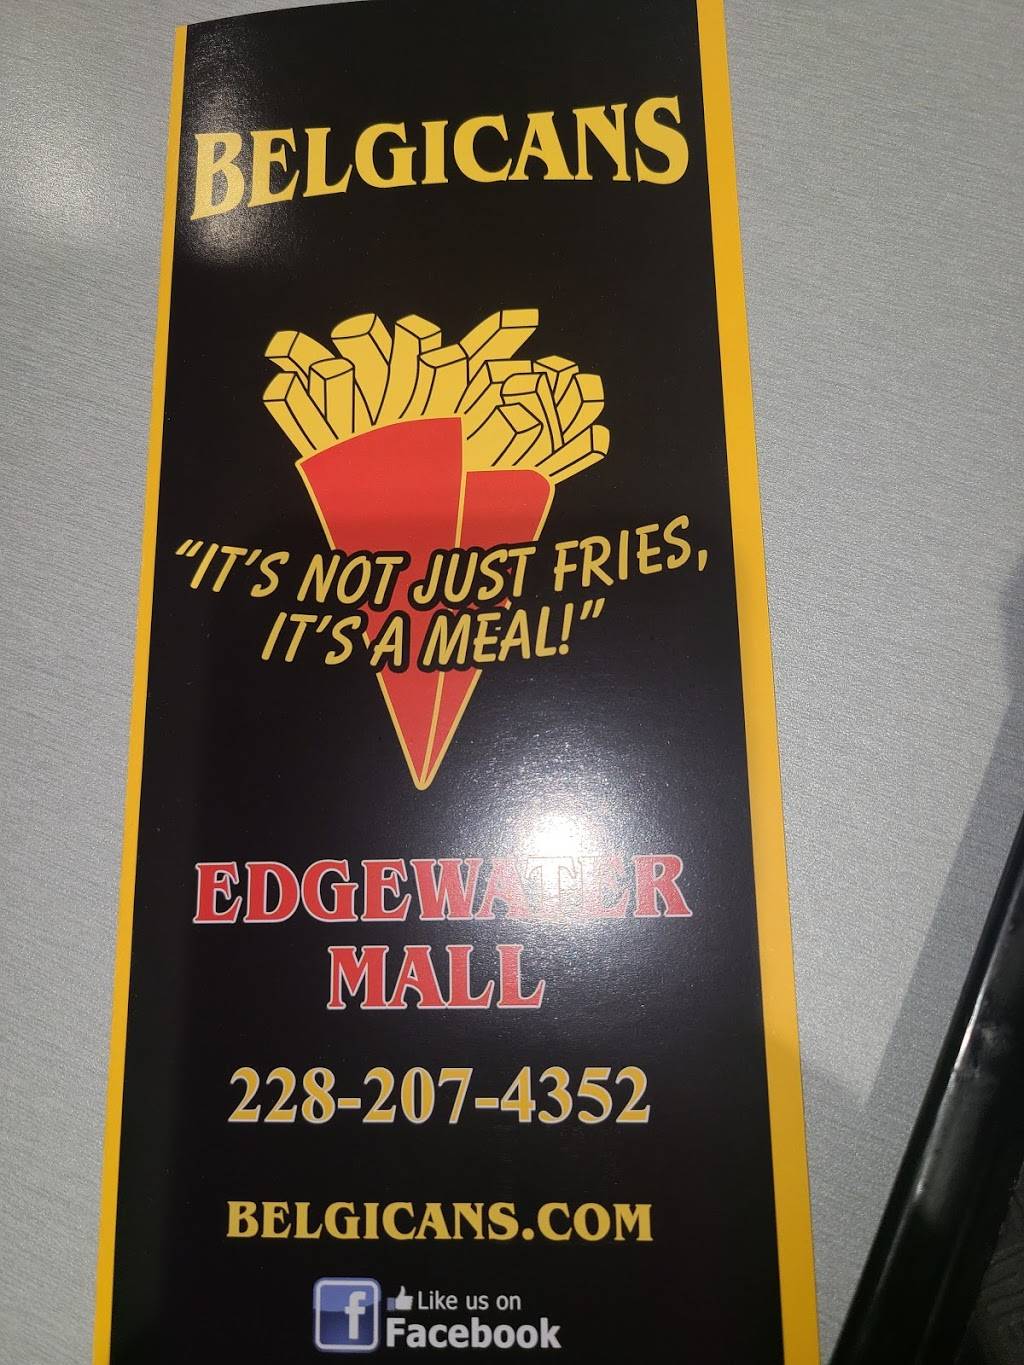 BELGICANS
"IT'S NOT JUST FRIES,
IT'S A MEAL!"
EDGEWATER
MALL
228-207-4352
BELGICANS.COM
f Like us on
Facebook